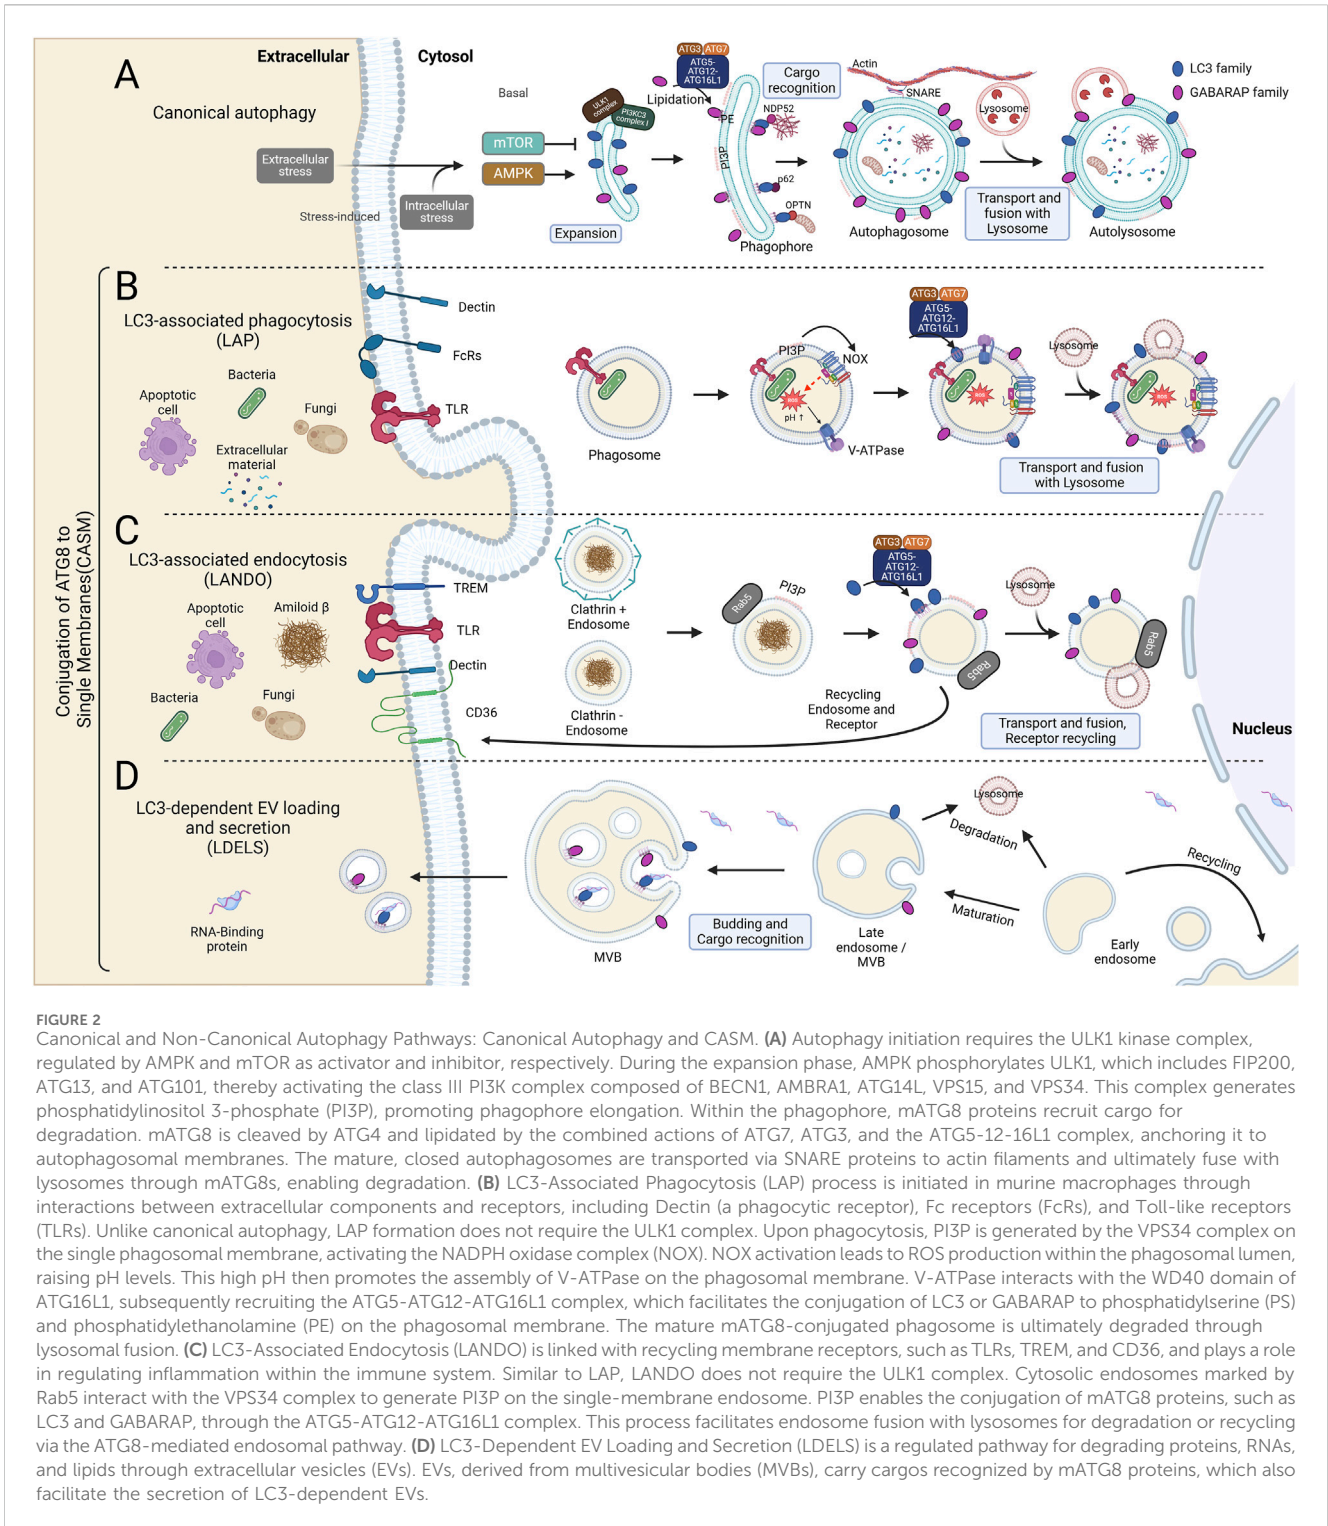 Extracellular
Cytosol
A
Canonical autophagy
Extracellular
stress
Stress-induced
Intracellular
stress
Basal
mTOR
AMPK
ULK1
complex
PI3KC3
complex I
Expansion
ATG3
ATG7
ATG5-
ATG12-
ATG16L1
Lipidation
PE
PI3P
NDP52
p62
OPTN
Phagophore
Cargo
recognition
Actin
SNARE
Autophagosome
Lysosome
Transport and
fusion with
Lysosome
Autolysosome
LC3 family
GABARAP family
Conjugation of ATG8 to
Single Membranes(CASM)
B
LC3-associated phagocytosis
(LAP)
Bacteria
Apoptotic
cell
Fungi
Extracellular
material
Dectin
FcRs
TLR
Phagosome
PI3P
NOX
ROS
pH ↑
V-ATPase
ATG3
ATG7
ATG5-
ATG12-
ATG16L1
ROS
Lysosome
ROS
Transport and fusion
with Lysosome
C
LC3-associated endocytosis
(LANDO)
Apoptotic
cell
Amiloid β
Bacteria
Fungi
TREM
TLR
Dectin
CD36
Clathrin +
Endosome
Clathrin -
Endosome
Rab5
PI3P
ATG3
ATG7
ATG5-
ATG12-
ATG16L1
Rab5
Recycling
Endosome and
Receptor
Lysosome
Rab5
Transport and fusion,
Receptor recycling
Nucleus
D
LC3-dependent EV loading
and secretion
(LDELS)
RNA-Binding
protein
MVB
Budding and
Cargo recognition
Late
endosome /
MVB
Lysosome
Degradation
Maturation
Early
endosome
Recycling
FIGURE 2
Canonical and Non-Canonical Autophagy Pathways: Canonical Autophagy and CASM. (A) Autophagy initiation requires the ULK1 kinase complex,
regulated by AMPK and mTOR as activator and inhibitor, respectively. During the expansion phase, AMPK phosphorylates ULK1, which includes FIP200,
ATG13, and ATG101, thereby activating the class III PI3K complex composed of BECN1, AMBRA1, ATG14L, VPS15, and VPS34. This complex generates
phosphatidylinositol 3-phosphate (PI3P), promoting phagophore elongation. Within the phagophore, mATG8 proteins recruit cargo for
degradation. mATG8 is cleaved by ATG4 and lipidated by the combined actions of ATG7, ATG3, and the ATG5-12-16L1 complex, anchoring it to
autophagosomal membranes. The mature, closed autophagosomes are transported via SNARE proteins to actin filaments and ultimately fuse with
lysosomes through mATG8s, enabling degradation. (B) LC3-Associated Phagocytosis (LAP) process is initiated in murine macrophages through
interactions between extracellular components and receptors, including Dectin (a phagocytic receptor), Fc receptors (FcRs), and Toll-like receptors
(TLRs). Unlike canonical autophagy, LAP formation does not require the ULK1 complex. Upon phagocytosis, PI3P is generated by the VPS34 complex on
the single phagosomal membrane, activating the NADPH oxidase complex (NOX). NOX activation leads to ROS production within the phagosomal lumen,
raising pH levels. This high pH then promotes the assembly of V-ATPase on the phagosomal membrane. V-ATPase interacts with the WD40 domain of
ATG16L1, subsequently recruiting the ATG5-ATG12-ATG16L1 complex, which facilitates the conjugation of LC3 or GABARAP to phosphatidylserine (PS)
and phosphatidylethanolamine (PE) on the phagosomal membrane. The mature mATG8-conjugated phagosome is ultimately degraded through
lysosomal fusion. (C) LC3-Associated Endocytosis (LANDO) is linked with recycling membrane receptors, such as TLRs, TREM, and CD36, and plays a role
in regulating inflammation within the immune system. Similar to LAP, LANDO does not require the ULK1 complex. Cytosolic endosomes marked by
Rab5 interact with the VPS34 complex to generate PI3P on the single-membrane endosome. PI3P enables the conjugation of mATG8 proteins, such as
LC3 and GABARAP, through the ATG5-ATG12-ATG16L1 complex. This process facilitates endosome fusion with lysosomes for degradation or recycling
via the ATG8-mediated endosomal pathway. (D) LC3-Dependent EV Loading and Secretion (LDELS) is a regulated pathway for degrading proteins, RNAs,
and lipids through extracellular vesicles (EVs). EVs, derived from multivesicular bodies (MVBs), carry cargos recognized by mATG8 proteins, which also
facilitate the secretion of LC3-dependent EVs.